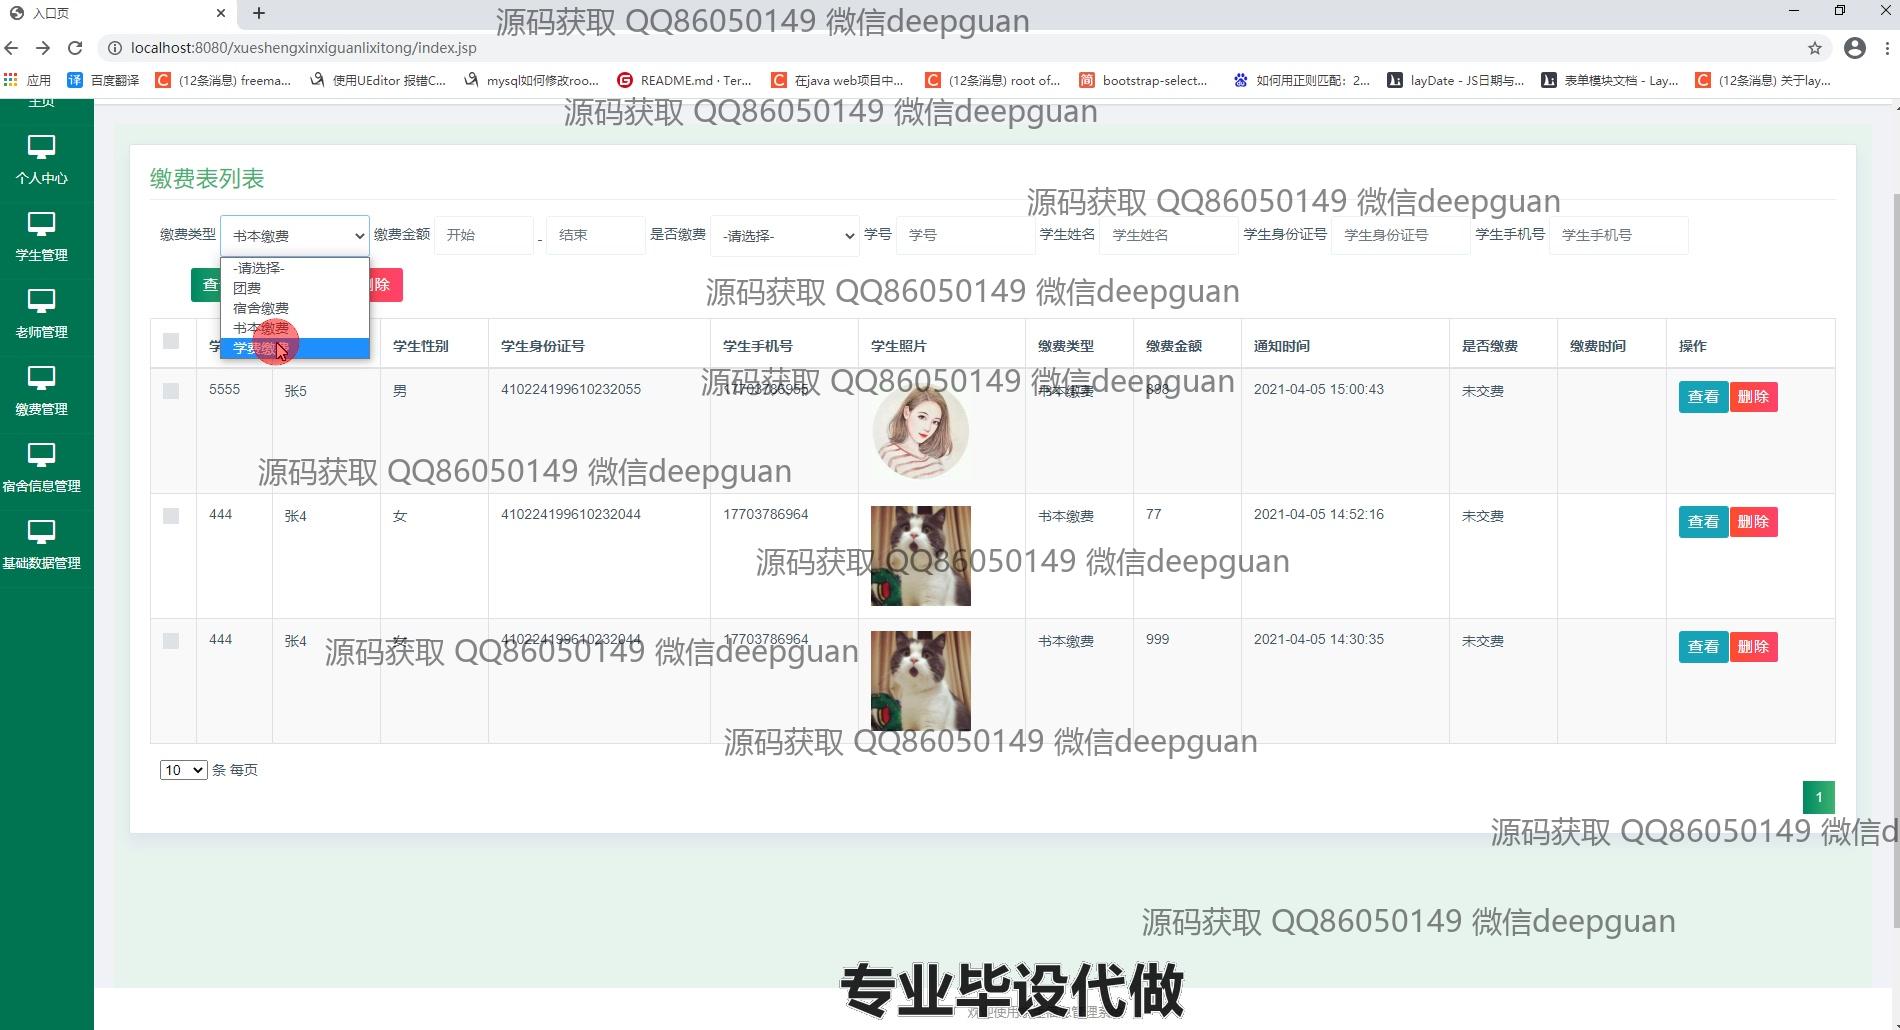 入口页
源码获取 QQ86050149 微信deepguan
localhost:8080/xueshengxinxiguanlixitong/index.jsp
应用 百度翻译 (12条消息) freema... 使用UEditor 报错C... mysql如何修改roo... README.md · Ter... 在java web项目中... (12条消息) root of... bootstrap-select... 如何用正则匹配：2... layDate - JS日期与... 表单模块文档 - Lay... (12条消息) 关于lay...
主页
源码获取 QQ86050149 微信deepguan
个人中心
学生管理
老师管理
缴费管理
宿舍信息管理
基础数据管理
缴费表列表
源码获取 QQ86050149 微信deepguan
缴费类型 书本缴费 缴费金额 开始 - 结束 是否缴费 -请选择- 学号 学号 学生姓名 学生姓名 学生身份证号 学生身份证号 学生手机号 学生手机号
-请选择-
团费
宿舍缴费
书本缴费
学费缴费
源码获取 QQ86050149 微信deepguan
学生性别 学生身份证号 学生手机号 学生照片 缴费类型 缴费金额 通知时间 是否缴费 缴费时间 操作
5555 张5 男 410224199610232055 17703786955 书本缴费 898 2021-04-05 15:00:43 未交费 查看 删除
源码获取 QQ86050149 微信deepguan
源码获取 QQ86050149 微信deepguan
444 张4 女 410224199610232044 17703786964 书本缴费 77 2021-04-05 14:52:16 未交费 查看 删除
源码获取 QQ86050149 微信deepguan
444 张4 女 410224199610232044 17703786964 书本缴费 999 2021-04-05 14:30:35 未交费 查看 删除
源码获取 QQ86050149 微信deepguan
源码获取 QQ86050149 微信deepguan
10 条 每页
1
源码获取 QQ86050149 微信d
源码获取 QQ86050149 微信deepguan
专业毕设代做